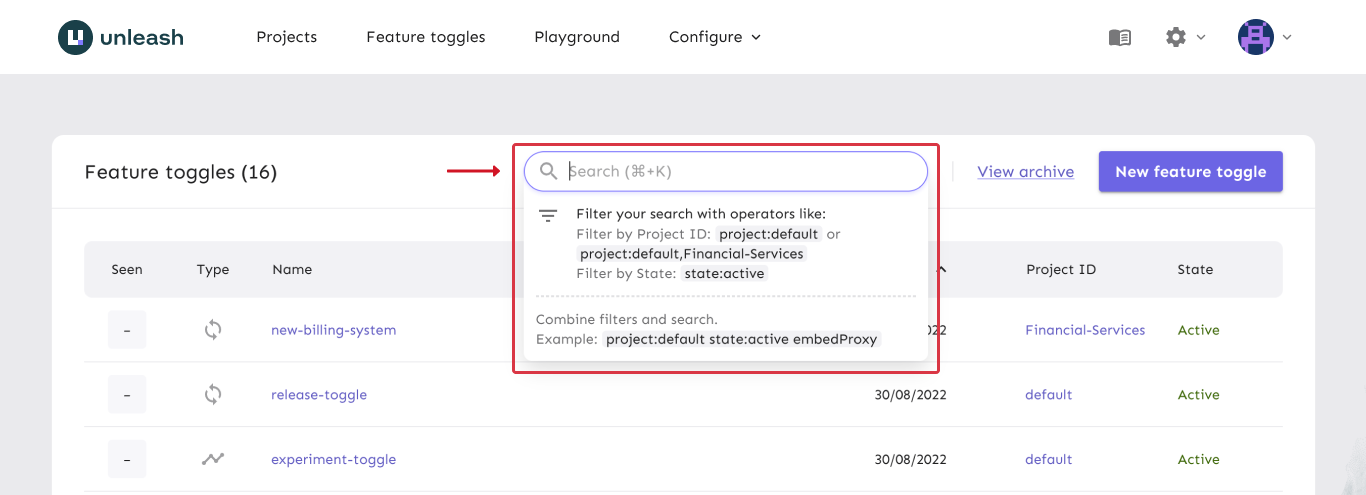 unleash Projects Feature toggles Playground Configure
Feature toggles (16) Search (⌘+K) View archive New feature toggle
Filter your search with operators like:
Filter by Project ID: project:default or
project:default,Financial-Services
Filter by State: state:active
Combine filters and search.
Example: project:default state:active embedProxy
Seen Type Name Project ID State
– new-billing-system 22 Financial-Services Active
– release-toggle 30/08/2022 default Active
– experiment-toggle 30/08/2022 default Active